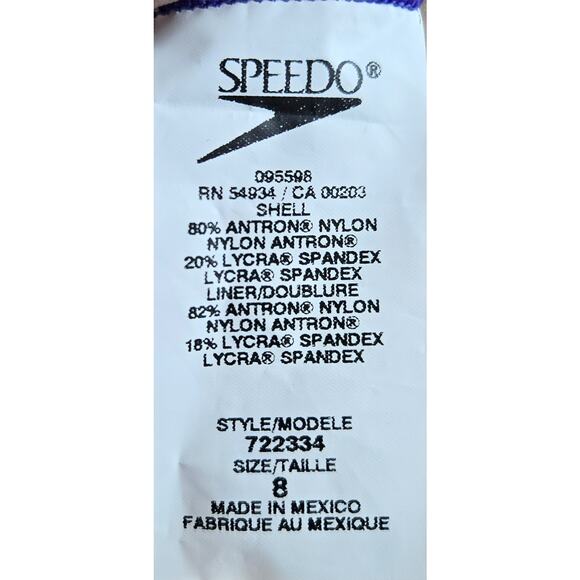 SPEEDO®
095598
RN 54934 / CA 00203
SHELL
80% ANTRON® NYLON
NYLON ANTRON®
20% LYCRA® SPANDEX
LYCRA® SPANDEX
LINER/DOUBLURE
82% ANTRON® NYLON
NYLON ANTRON®
18% LYCRA® SPANDEX
LYCRA® SPANDEX
STYLE/MODELE
722334
SIZE/TAILLE
8
MADE IN MEXICO
FABRIQUE AU MEXIQUE